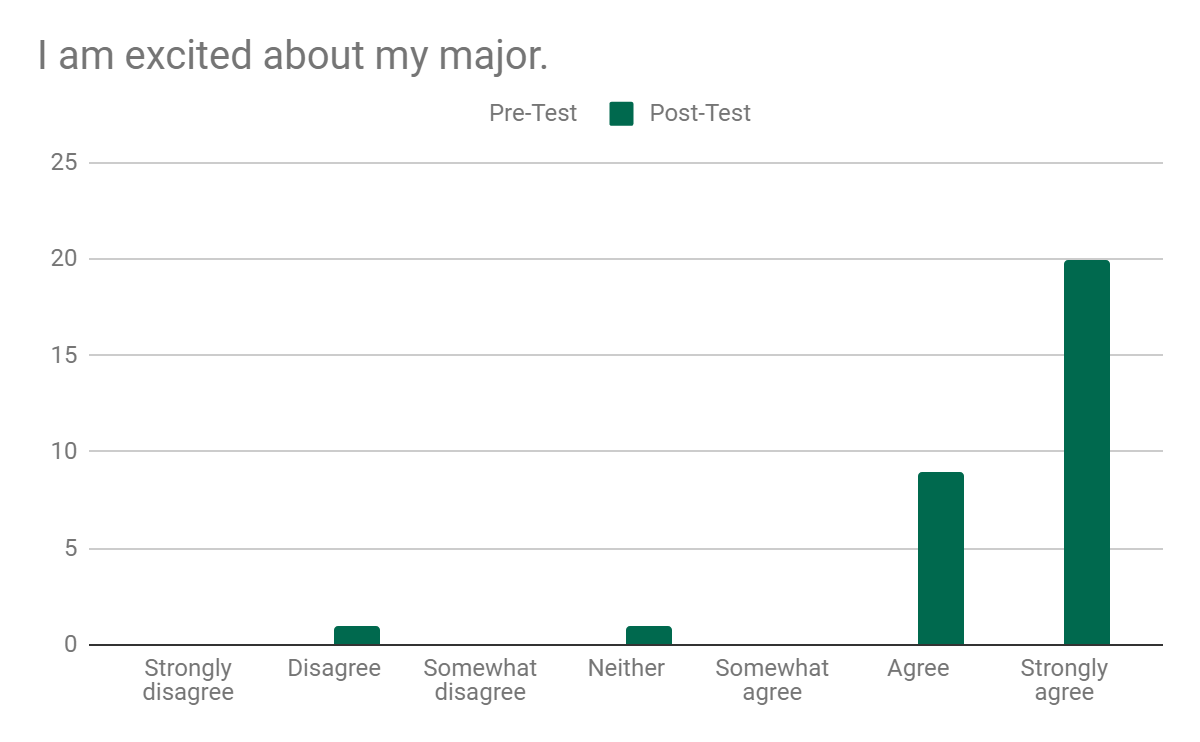 I am excited about my major.
Pre-Test Post-Test
25
20
15
10
5
0
Strongly disagree Disagree Somewhat disagree Neither Somewhat agree Agree Strongly agree